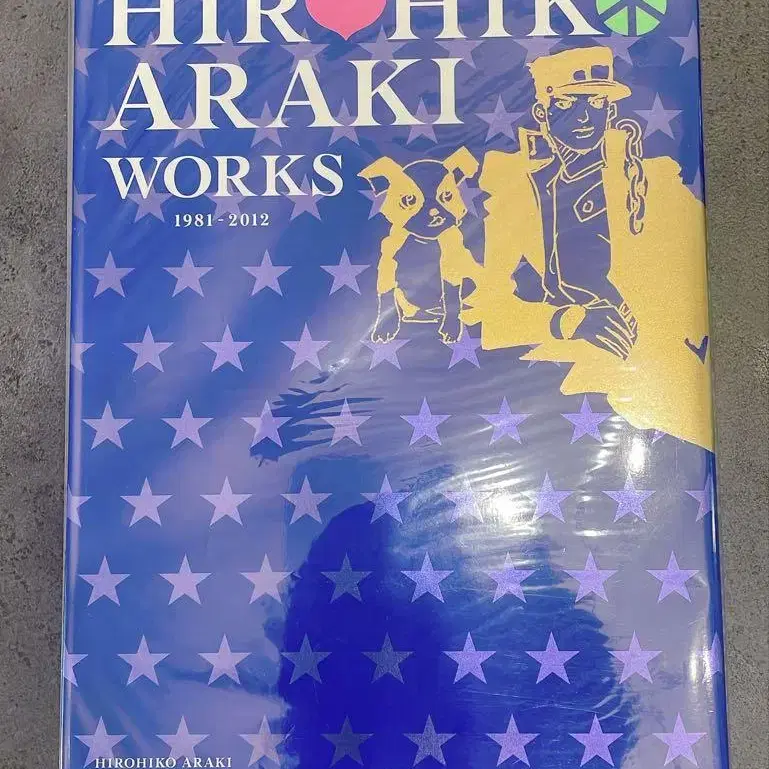 HIR♥HIK☮
ARAKI
WORKS
1981-2012
HIROHIKO ARAKI